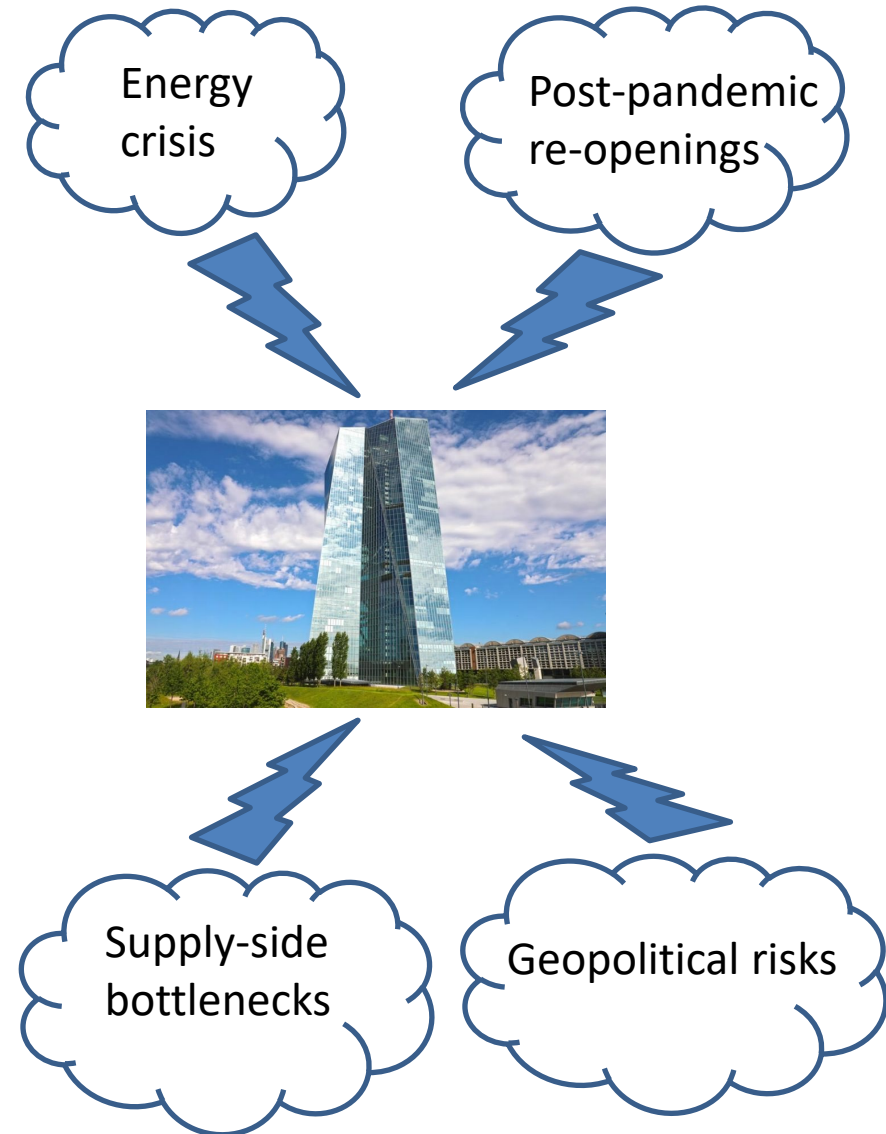 Energy
crisis
Post-pandemic
re-openings
Supply-side
bottlenecks
Geopolitical risks